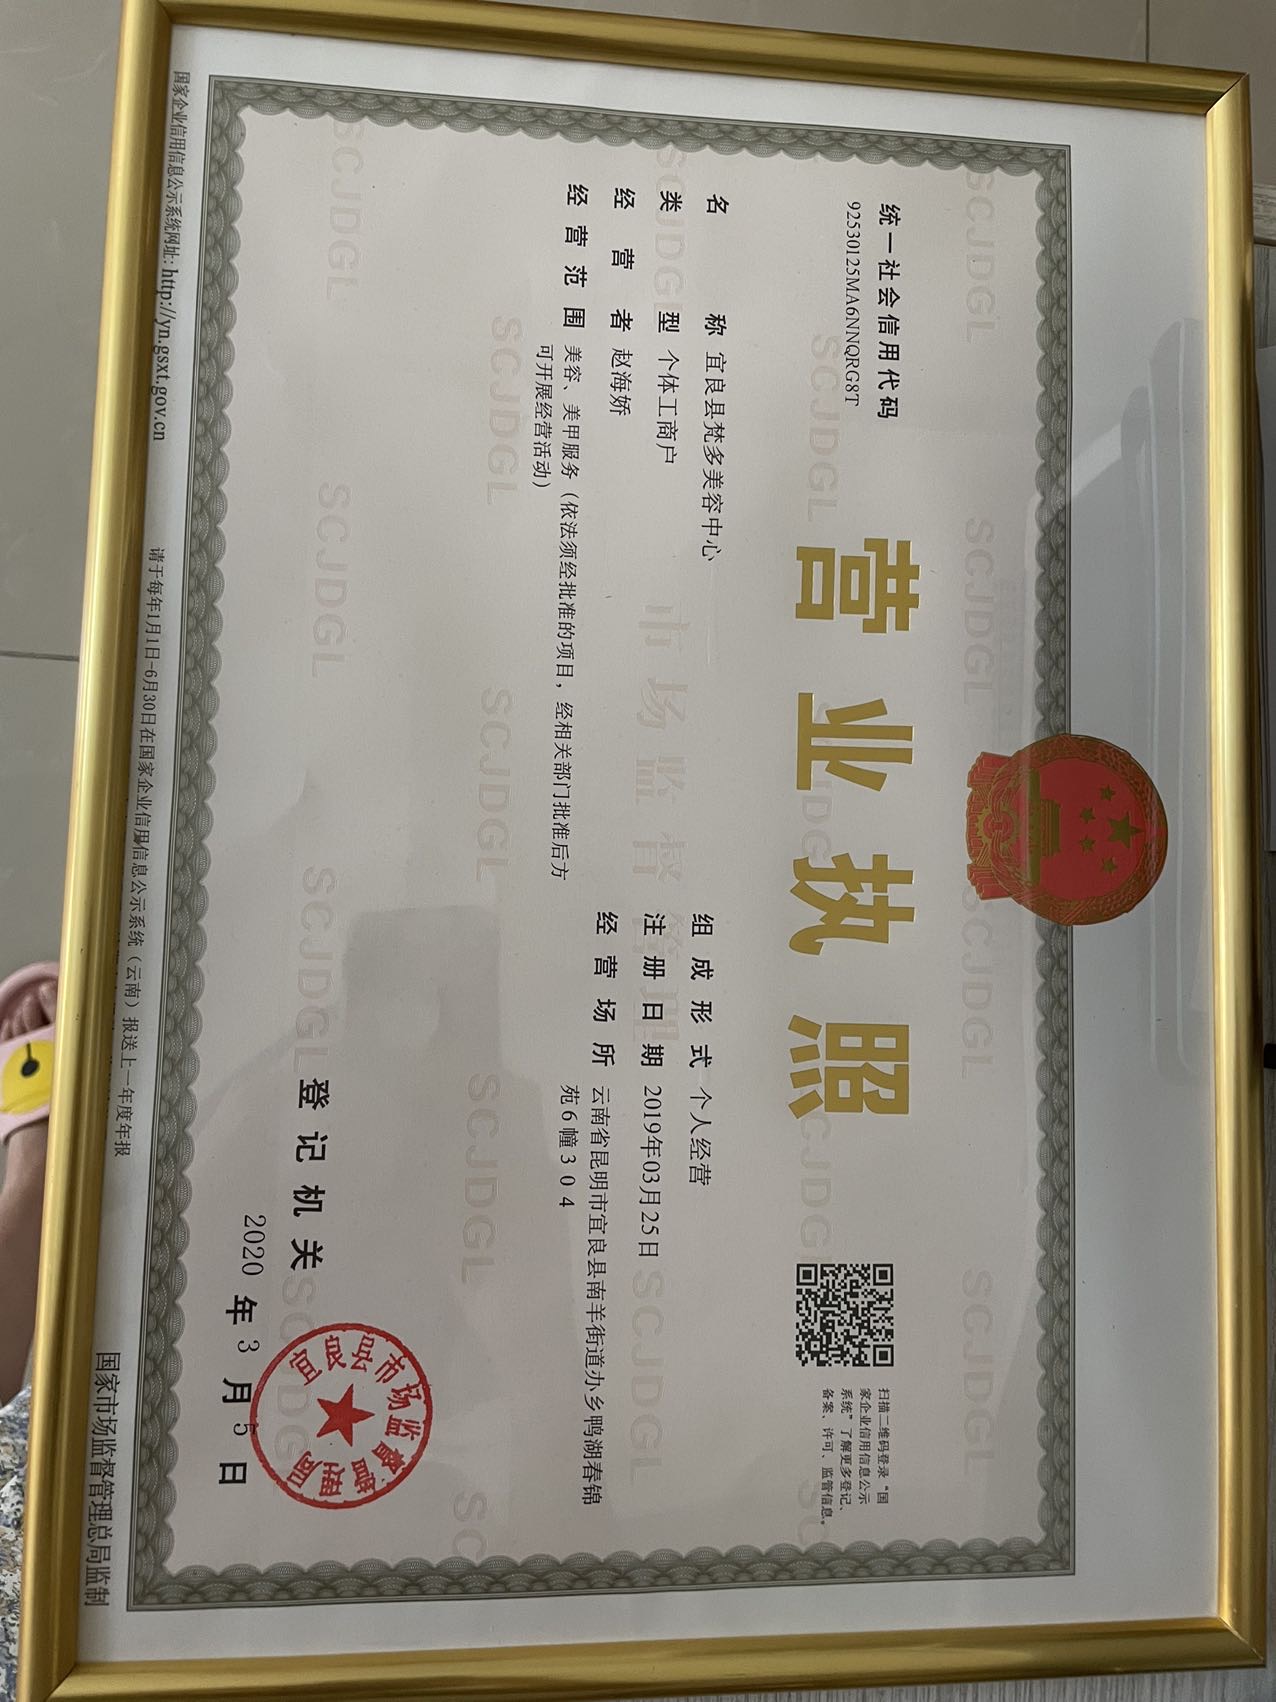 统一社会信用代码
92530125MA6NNQRG8T
营业执照
扫描二维码登录“国
家企业信用信息公示
系统”了解更多登记、
备案、许可、监管信息。
名称 宜良县梵多美容中心
类型 个体工商户
经营者 赵海娇
经营范围 美容、美甲服务（依法须经批准的项目，经相关部门批准后方
可开展经营活动）
组成形式 个人经营
注册日期 2019年03月25日
经营场所 云南省昆明市宜良县南羊街道办乡鸭湖春锦
苑6幢304
登记机关
宜良县市场监督管理局
2020年3月5日
国家企业信用信息公示系统网址：http://yn.gsxt.gov.cn
请于每年1月1日-6月30日在国家企业信用信息公示系统（云南）报送上一年度年报
国家市场监督管理总局监制